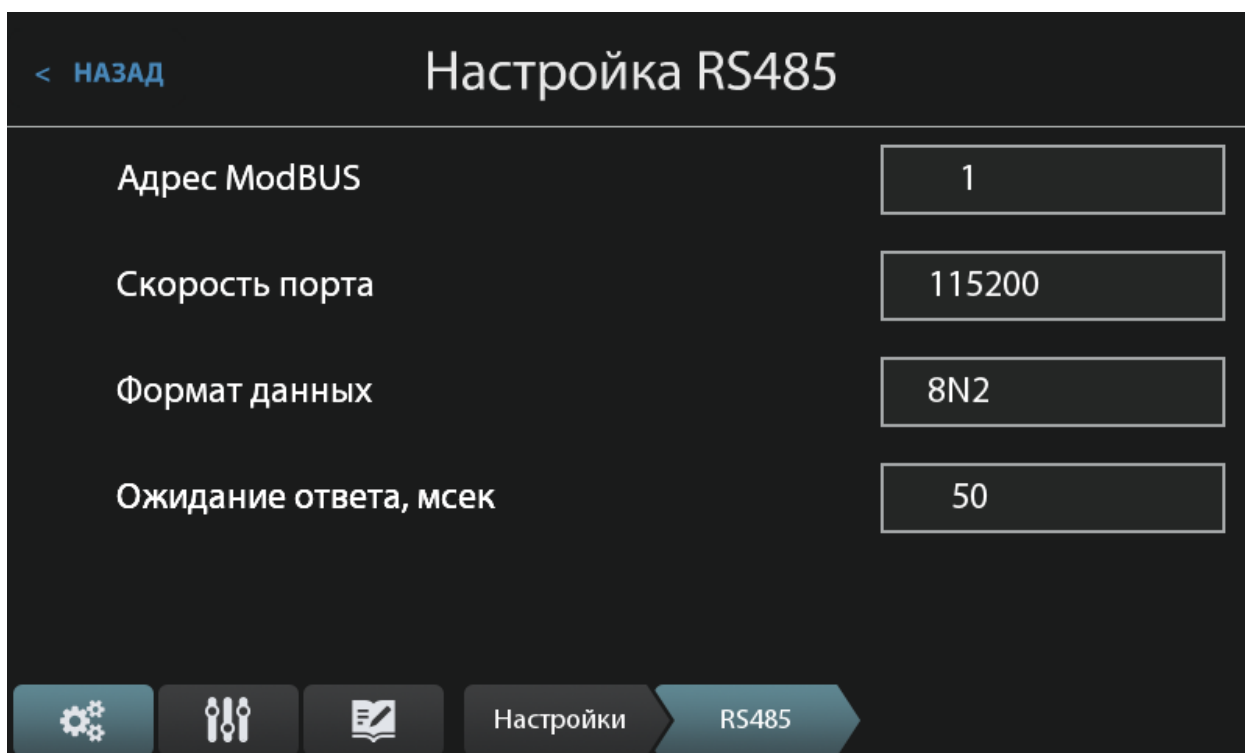 < НАЗАД
Настройка RS485
Адрес ModBUS
1
Скорость порта
115200
Формат данных
8N2
Ожидание ответа, мсек
50
Настройки
RS485